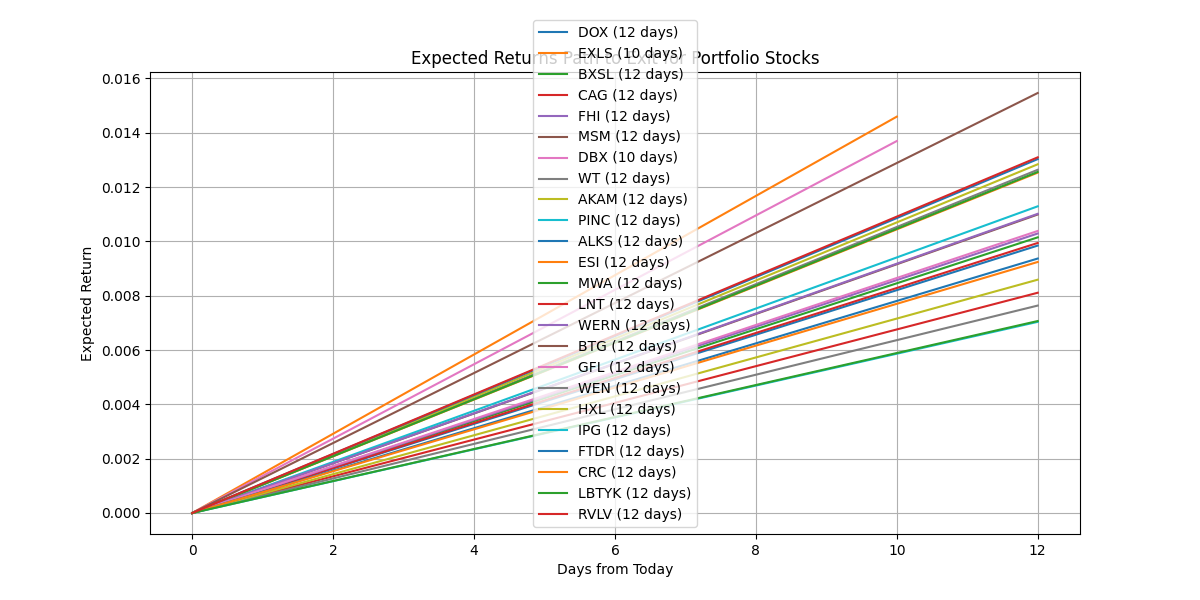 Expected Returns Path to Exit for Portfolio Stocks
DOX (12 days)
EXLS (10 days)
BXSL (12 days)
CAG (12 days)
FHI (12 days)
MSM (12 days)
DBX (10 days)
WT (12 days)
AKAM (12 days)
PINC (12 days)
ALKS (12 days)
ESI (12 days)
MWA (12 days)
LNT (12 days)
WERN (12 days)
BTG (12 days)
GFL (12 days)
WEN (12 days)
HXL (12 days)
IPG (12 days)
FTDR (12 days)
CRC (12 days)
LBTYK (12 days)
RVLV (12 days)
Expected Return
0.016
0.014
0.012
0.010
0.008
0.006
0.004
0.002
0.000
0 2 4 6 8 10 12
Days from Today